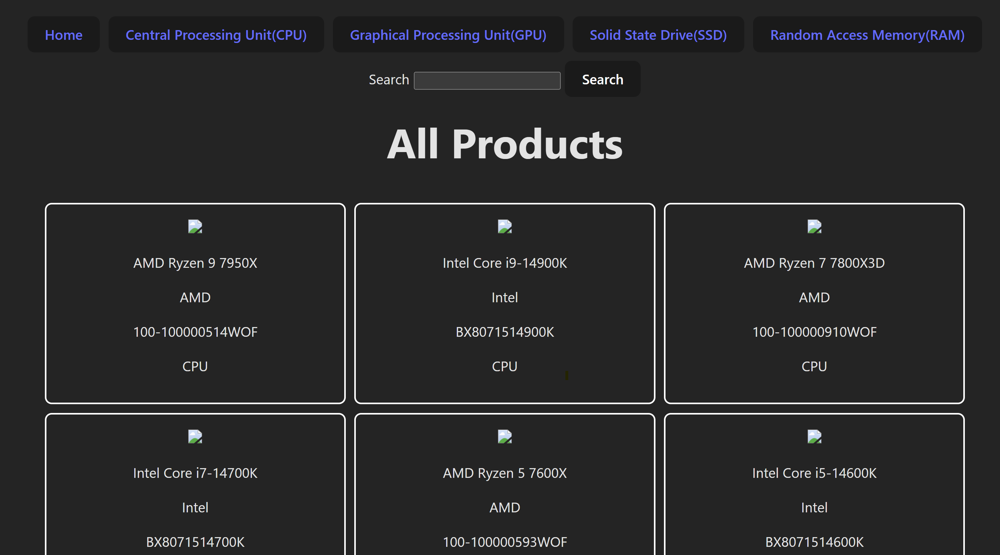 Home Central Processing Unit(CPU) Graphical Processing Unit(GPU) Solid State Drive(SSD) Random Access Memory(RAM)
Search Search
All Products
AMD Ryzen 9 7950X
AMD
100-100000514WOF
CPU
Intel Core i9-14900K
Intel
BX8071514900K
CPU
AMD Ryzen 7 7800X3D
AMD
100-100000910WOF
CPU
Intel Core i7-14700K
Intel
BX8071514700K
AMD Ryzen 5 7600X
AMD
100-100000593WOF
Intel Core i5-14600K
Intel
BX8071514600K